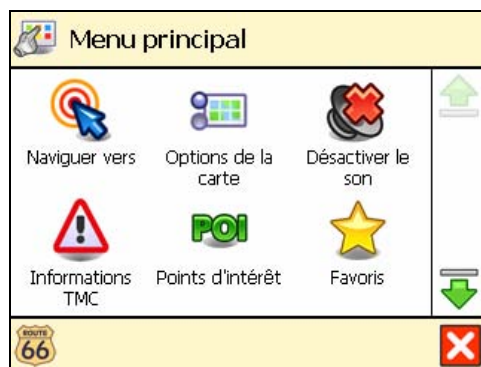 Menu principal
Naviguer vers
Options de la
carte
Désactiver le
son
Informations
TMC
POI
Points d'intérêt
Favoris
ROUTE
66